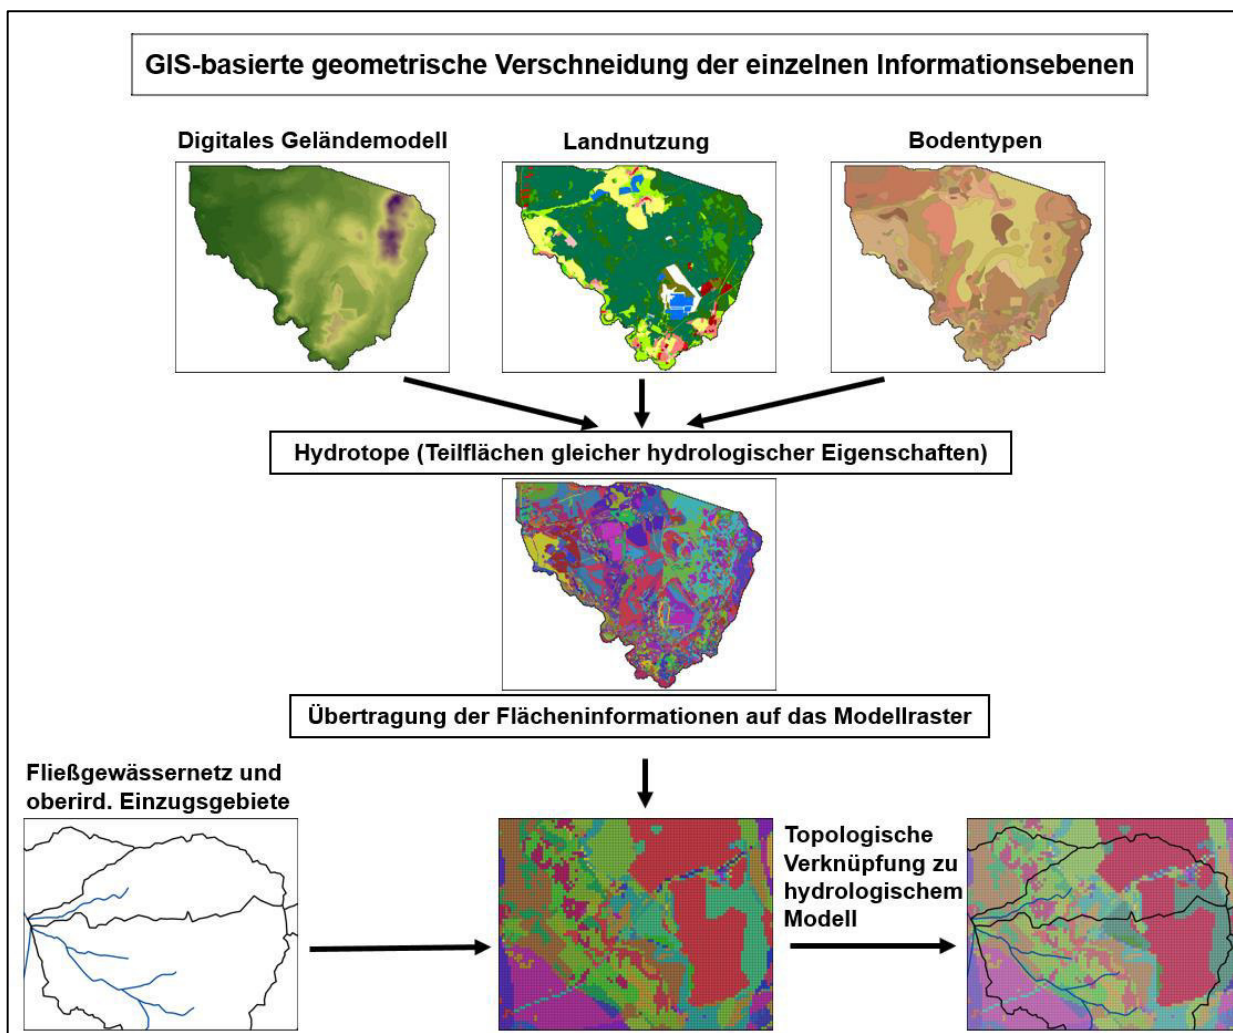 GIS-basierte geometrische Verschneidung der einzelnen Informationsebenen
Digitales Geländemodell
Landnutzung
Bodentypen
Hydrotope (Teilflächen gleicher hydrologischer Eigenschaften)
Übertragung der Flächeninformationen auf das Modellraster
Fließgewässernetz und
oberird. Einzugsgebiete
Topologische
Verknüpfung zu
hydrologischem
Modell